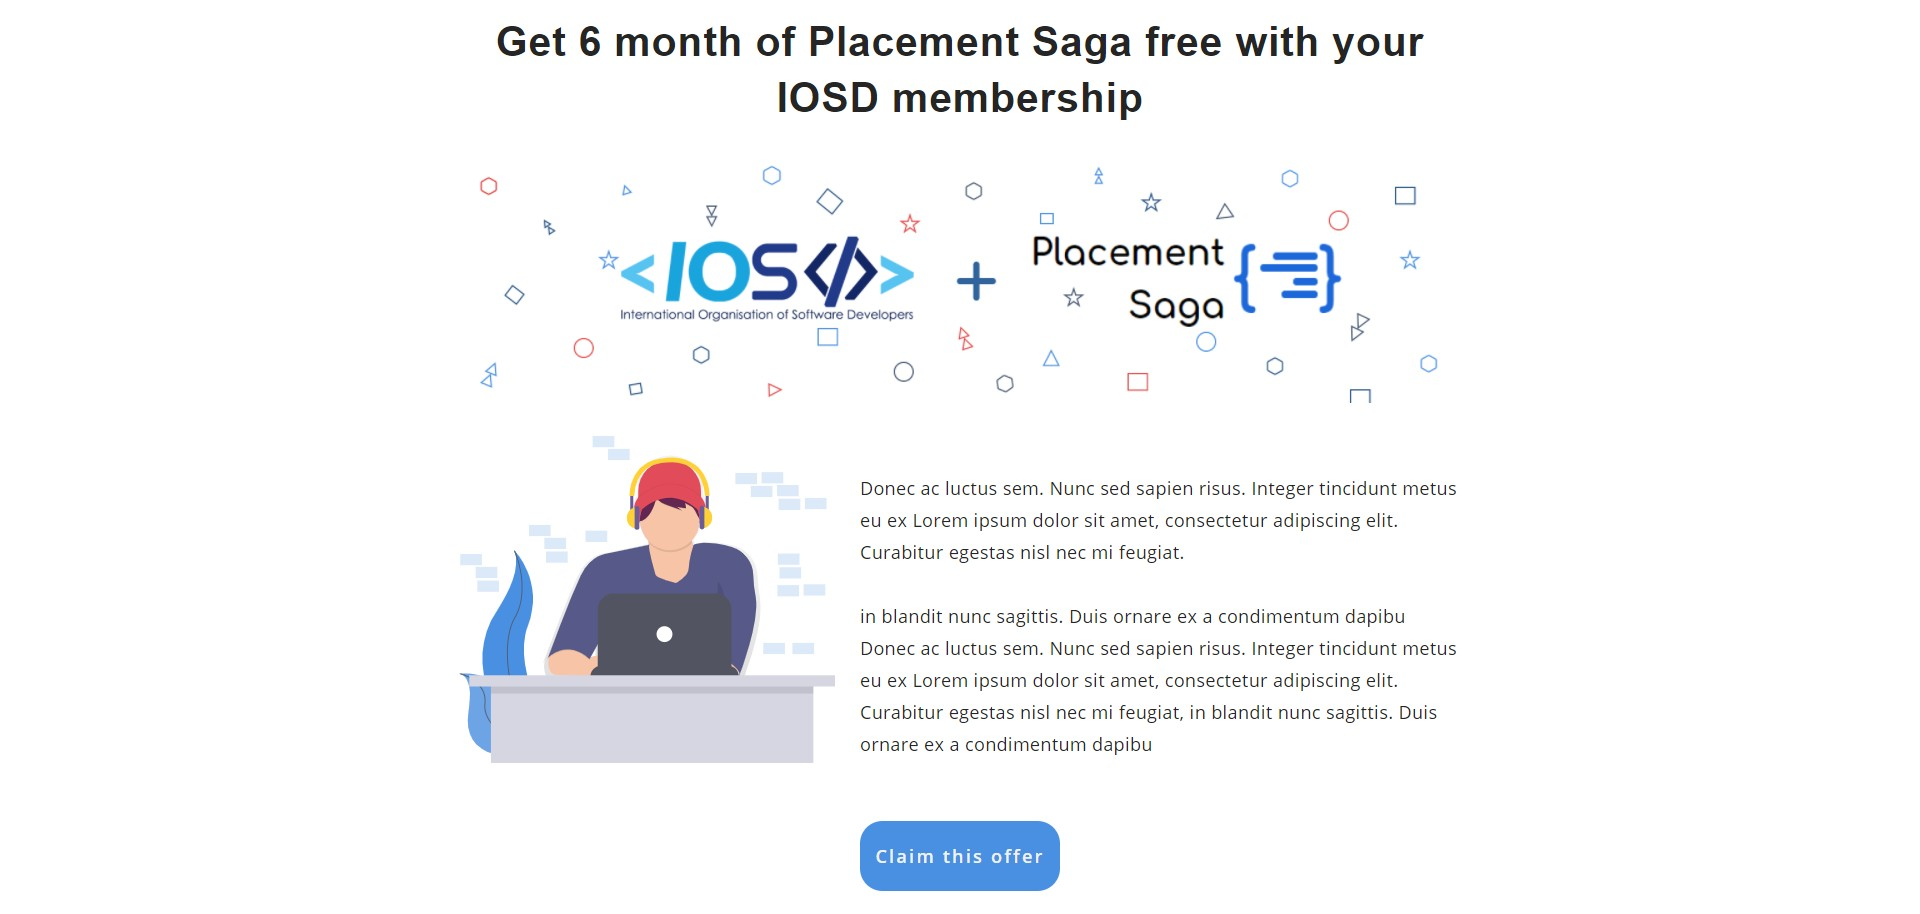 Get 6 month of Placement Saga free with your
IOSD membership
<IOS</>>
International Organisation of Software Developers
+
Placement
Saga
Donec ac luctus sem. Nunc sed sapien risus. Integer tincidunt metus
eu ex Lorem ipsum dolor sit amet, consectetur adipiscing elit.
Curabitur egestas nisl nec mi feugiat.
in blandit nunc sagittis. Duis ornare ex a condimentum dapibu
Donec ac luctus sem. Nunc sed sapien risus. Integer tincidunt metus
eu ex Lorem ipsum dolor sit amet, consectetur adipiscing elit.
Curabitur egestas nisl nec mi feugiat, in blandit nunc sagittis. Duis
ornare ex a condimentum dapibu
Claim this offer